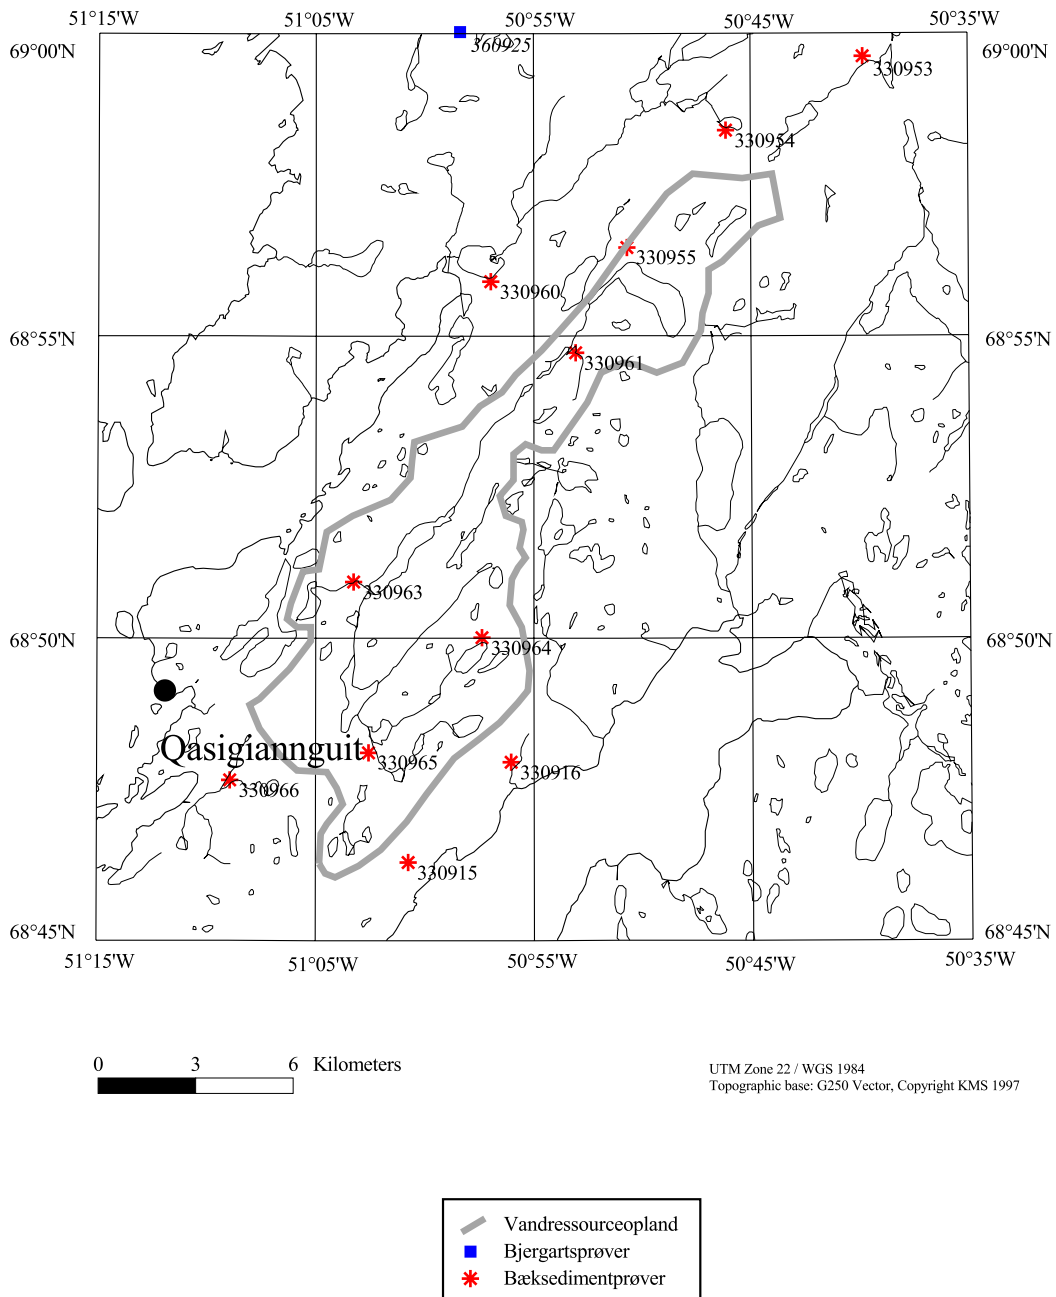 51°15'W 51°05'W 50°55'W 50°45'W 50°35'W
69°00'N 69°00'N
360925
330953
330954
330955
330960
68°55'N 68°55'N
330961
330963
68°50'N 68°50'N
330964
Qasigiannguit
330965
330916
330966
330915
68°45'N 68°45'N
51°15'W 51°05'W 50°55'W 50°45'W 50°35'W
0 3 6 Kilometers
UTM Zone 22 / WGS 1984
Topographic base: G250 Vector, Copyright KMS 1997
Vandressourceopland
Bjergartsprøver
Bæksedimentprøver